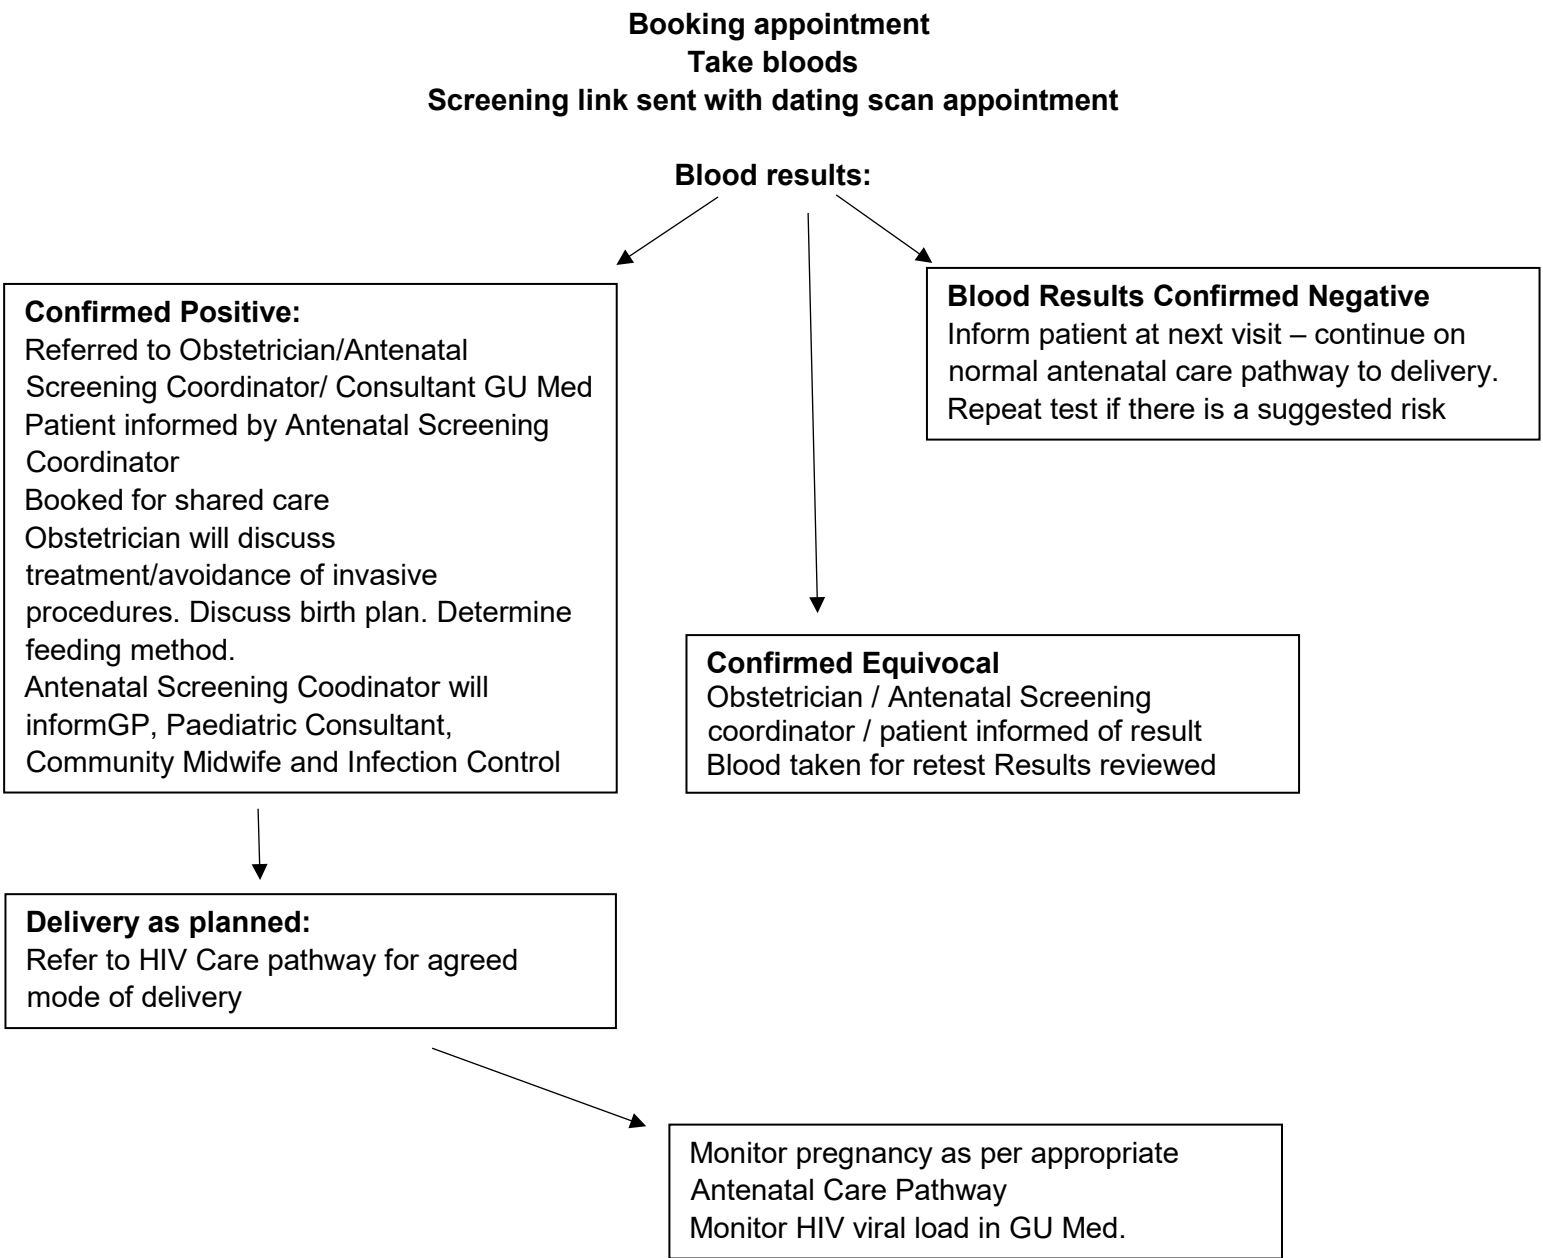 Booking appointment
Take bloods
Screening link sent with dating scan appointment
Blood results:
Confirmed Positive:
Referred to Obstetrician/Antenatal
Screening Coordinator/ Consultant GU Med
Patient informed by Antenatal Screening
Coordinator
Booked for shared care
Obstetrician will discuss
treatment/avoidance of invasive
procedures. Discuss birth plan. Determine
feeding method.
Antenatal Screening Coodinator will
informGP, Paediatric Consultant,
Community Midwife and Infection Control
Blood Results Confirmed Negative
Inform patient at next visit – continue on
normal antenatal care pathway to delivery.
Repeat test if there is a suggested risk
Confirmed Equivocal
Obstetrician / Antenatal Screening
coordinator / patient informed of result
Blood taken for retest Results reviewed
Delivery as planned:
Refer to HIV Care pathway for agreed
mode of delivery
Monitor pregnancy as per appropriate
Antenatal Care Pathway
Monitor HIV viral load in GU Med.